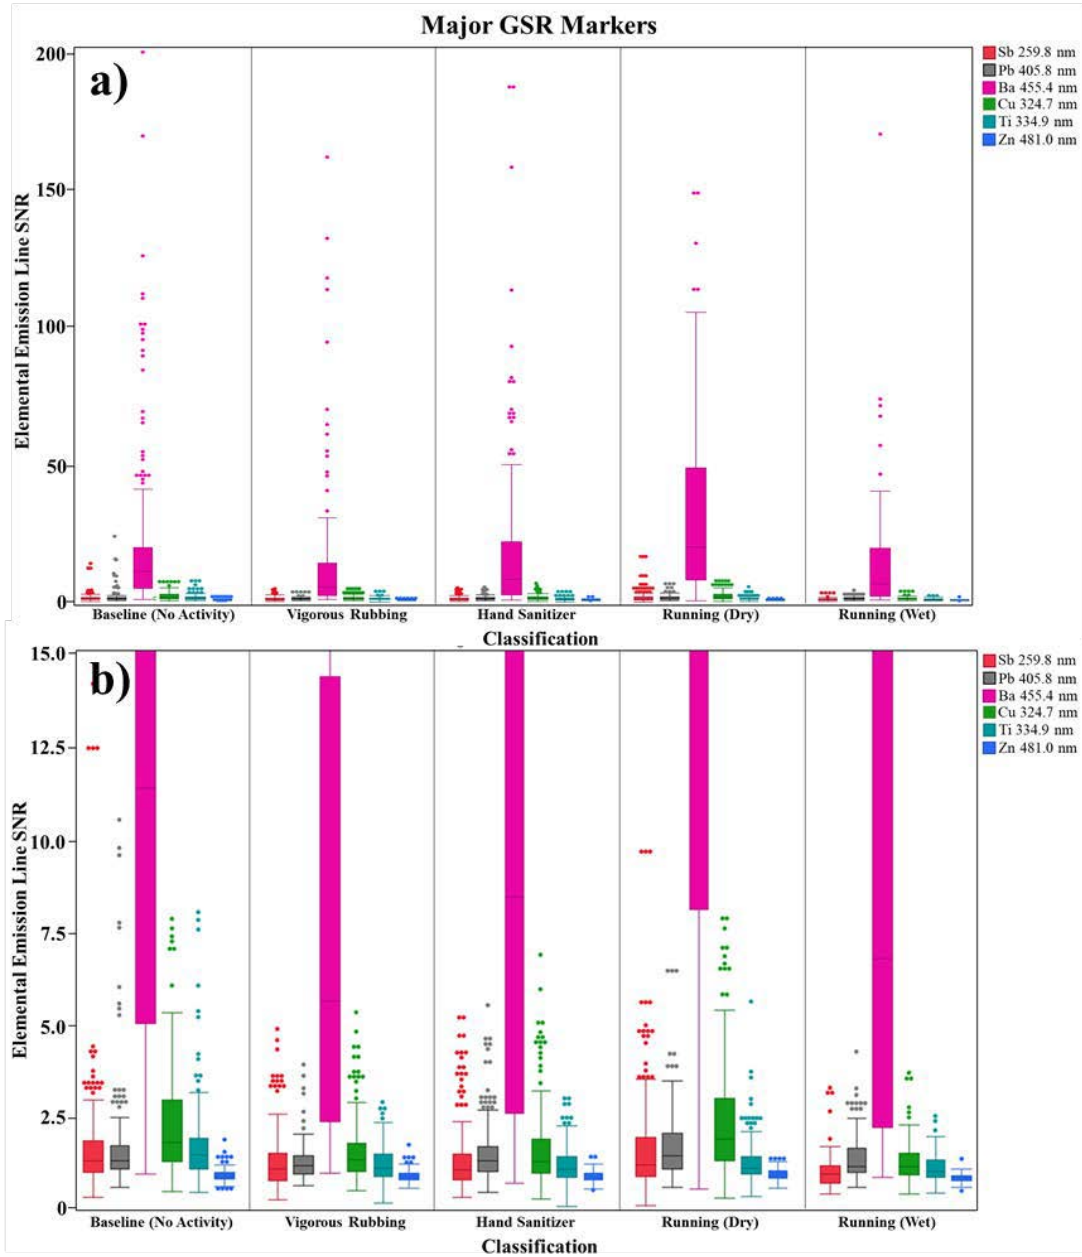 Major GSR Markers
a)
Elemental Emission Line SNR
200
150
100
50
0
Baseline (No Activity)
Vigorous Rubbing
Hand Sanitizer
Running (Dry)
Running (Wet)
Classification
Sb 259.8 nm
Pb 405.8 nm
Ba 455.4 nm
Cu 324.7 nm
Ti 334.9 nm
Zn 481.0 nm
b)
Elemental Emission Line SNR
15.0
12.5
10.0
7.5
5.0
2.5
0
Baseline (No Activity)
Vigorous Rubbing
Hand Sanitizer
Running (Dry)
Running (Wet)
Classification
Sb 259.8 nm
Pb 405.8 nm
Ba 455.4 nm
Cu 324.7 nm
Ti 334.9 nm
Zn 481.0 nm